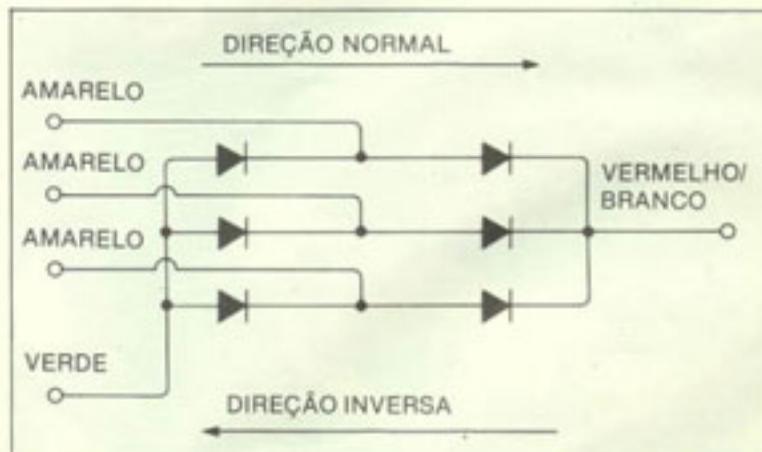 DIREÇÃO NORMAL
AMARELO
AMARELO
AMARELO
VERMELHO/
BRANCO
VERDE
DIREÇÃO INVERSA